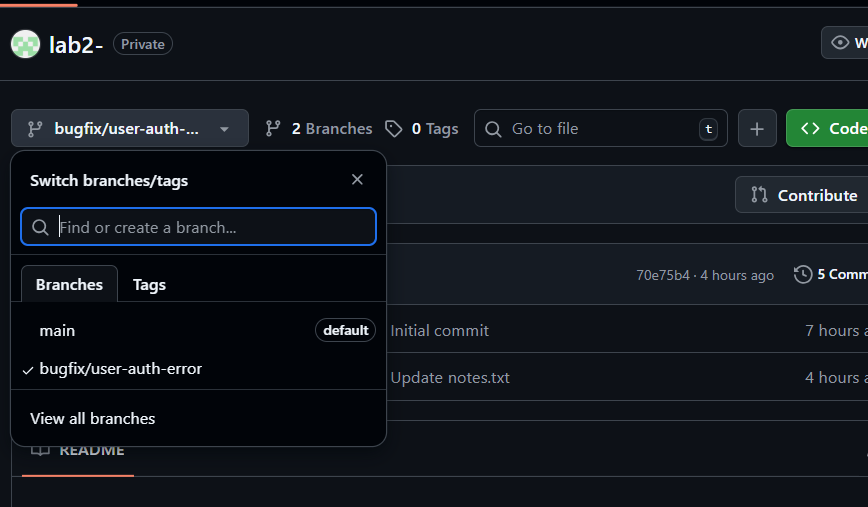 lab2- Private
W
bugfix/user-auth-... 2 Branches 0 Tags Go to file t Code
Switch branches/tags
Contribute
Find or create a branch...
Branches Tags
70e75b4 · 4 hours ago 5 Comm
main default
Initial commit 7 hours a
bugfix/user-auth-error
Update notes.txt 4 hours a
View all branches
README